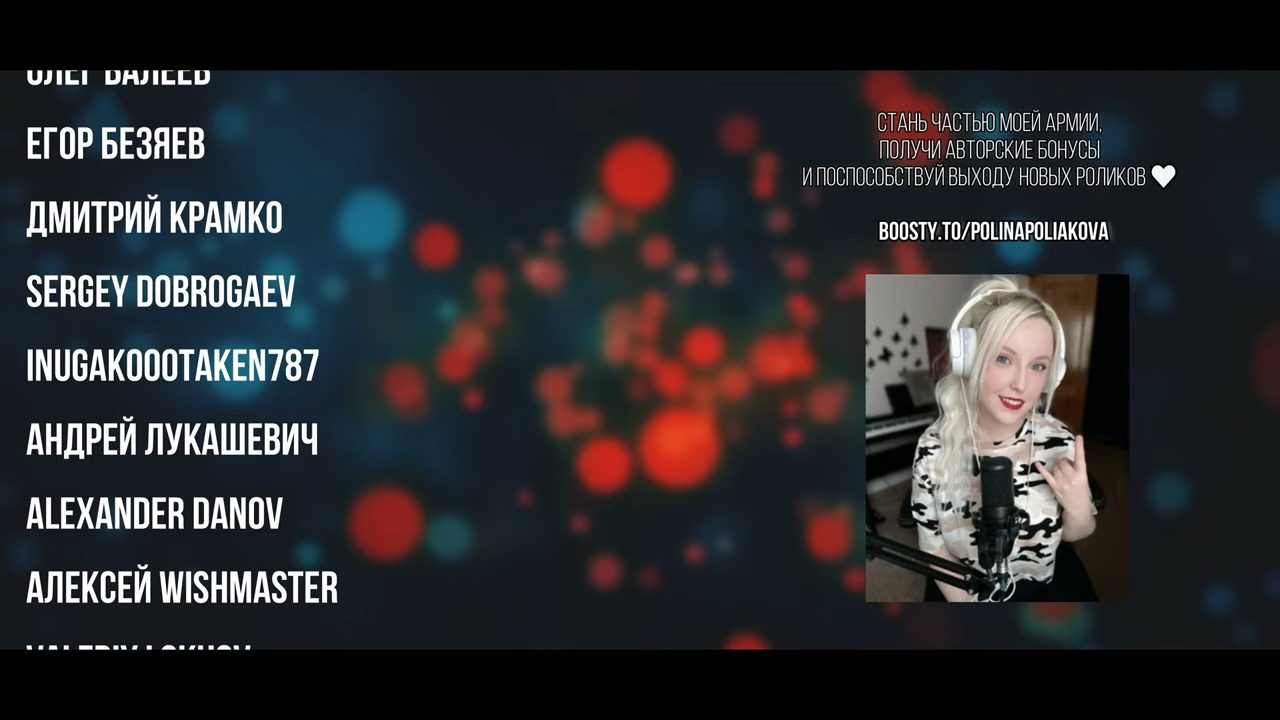 ЕГОР БЕЗЯЕВ
ДМИТРИЙ КРАМКО
SERGEY DOBROGAEV
INUGAKOOOTAKEN787
АНДРЕЙ ЛУКАШЕВИЧ
ALEXANDER DANOV
АЛЕКСЕЙ WISHMASTER
СТАНЬ ЧАСТЬЮ МОЕЙ АРМИИ,
ПОЛУЧИ АВТОРСКИЕ БОНУСЫ
И ПОСПОСОБСТВУЙ ВЫХОДУ НОВЫХ РОЛИКОВ 🤍
BOOSTY.TO/POLINAPOLIAKOVA